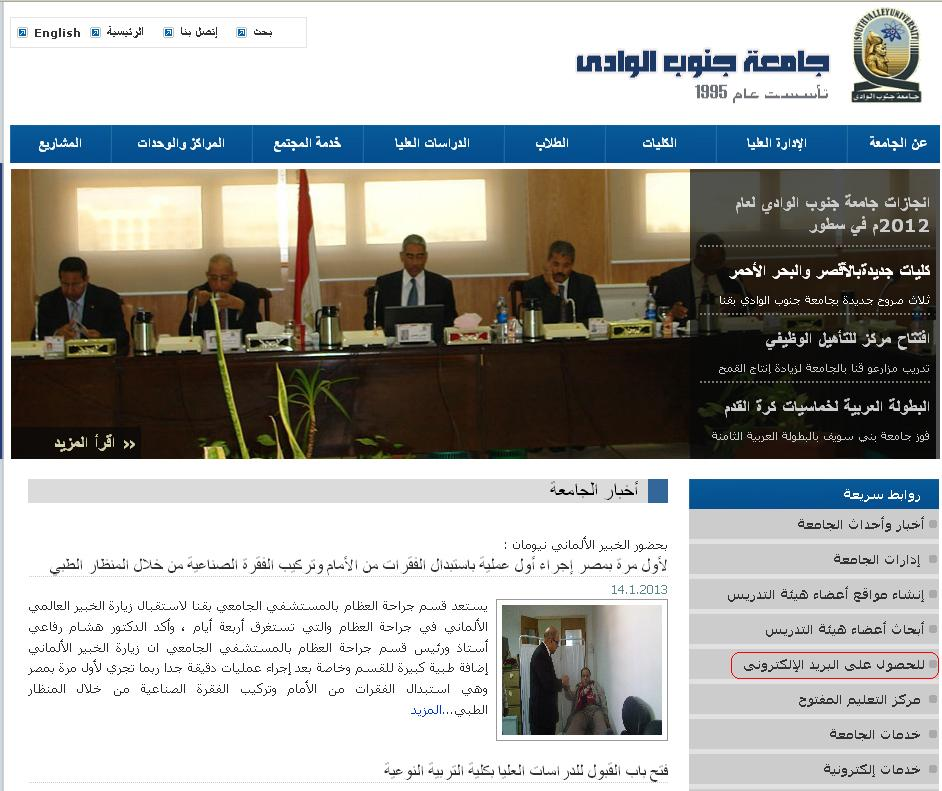 English
الرئيسية
إتصل بنا
بحث
SOUTH VALLEY UNIVERSITY
جامعة جنوب الوادى
جامعة جنوب الوادى
تأسست عام 1995
عن الجامعة
الإدارة العليا
الكليات
الطلاب
الدراسات العليا
خدمة المجتمع
المراكز والوحدات
المشاريع
انجازات جامعة جنوب الوادي لعام
2012م في سطور
كليات جديدةبالأقصر والبحر الأحمر
ثلاث صروح جديدة بجامعة جنوب الوادي بقنا
افتتاح مركز للتأهيل الوظيفي
تدريب مزارعو قنا بالجامعة لزيادة إنتاج القمح
البطولة العربية لخماسيات كرة القدم
فوز جامعة بني سويف بالبطولة العربية الثامنة
اقرأ المزيد »
أخبار الجامعة
بحضور الخبير الألماني نيومان :
لأول مرة بمصر إجراء أول عملية باستبدال الفقرات من الأمام وتركيب الفقرة الصناعية من خلال المنظار الطبي
14.1.2013
يستعد قسم جراحة العظام بالمستشفي الجامعي بقنا لاستقبال زيارة الخبير العالمي
الألماني في جراحة العظام والتي تستغرق أربعة أيام ، وأكد الدكتور هشام رفاعي
أستاذ ورئيس قسم جراحة العظام بالمستشفي الجامعي ان زيارة الخبير الألماني
إضافة طبية كبيرة للقسم وخاصة بعد إجراء عمليات دقيقة جدا ربما تجري لأول مرة بمصر
وهي استبدال الفقرات من الأمام وتركيب الفقرة الصناعية من خلال المنظار
الطبي...المزيد
فتح باب القبول للدراسات العليا بكلية التربية النوعية
روابط سريعة
أخبار وأحداث الجامعة
إدارات الجامعة
إنشاء مواقع أعضاء هيئة التدريس
أبحاث أعضاء هيئة التدريس
للحصول على البريد الإلكترونى
مركز التعليم المفتوح
خدمات الجامعة
خدمات إلكترونية